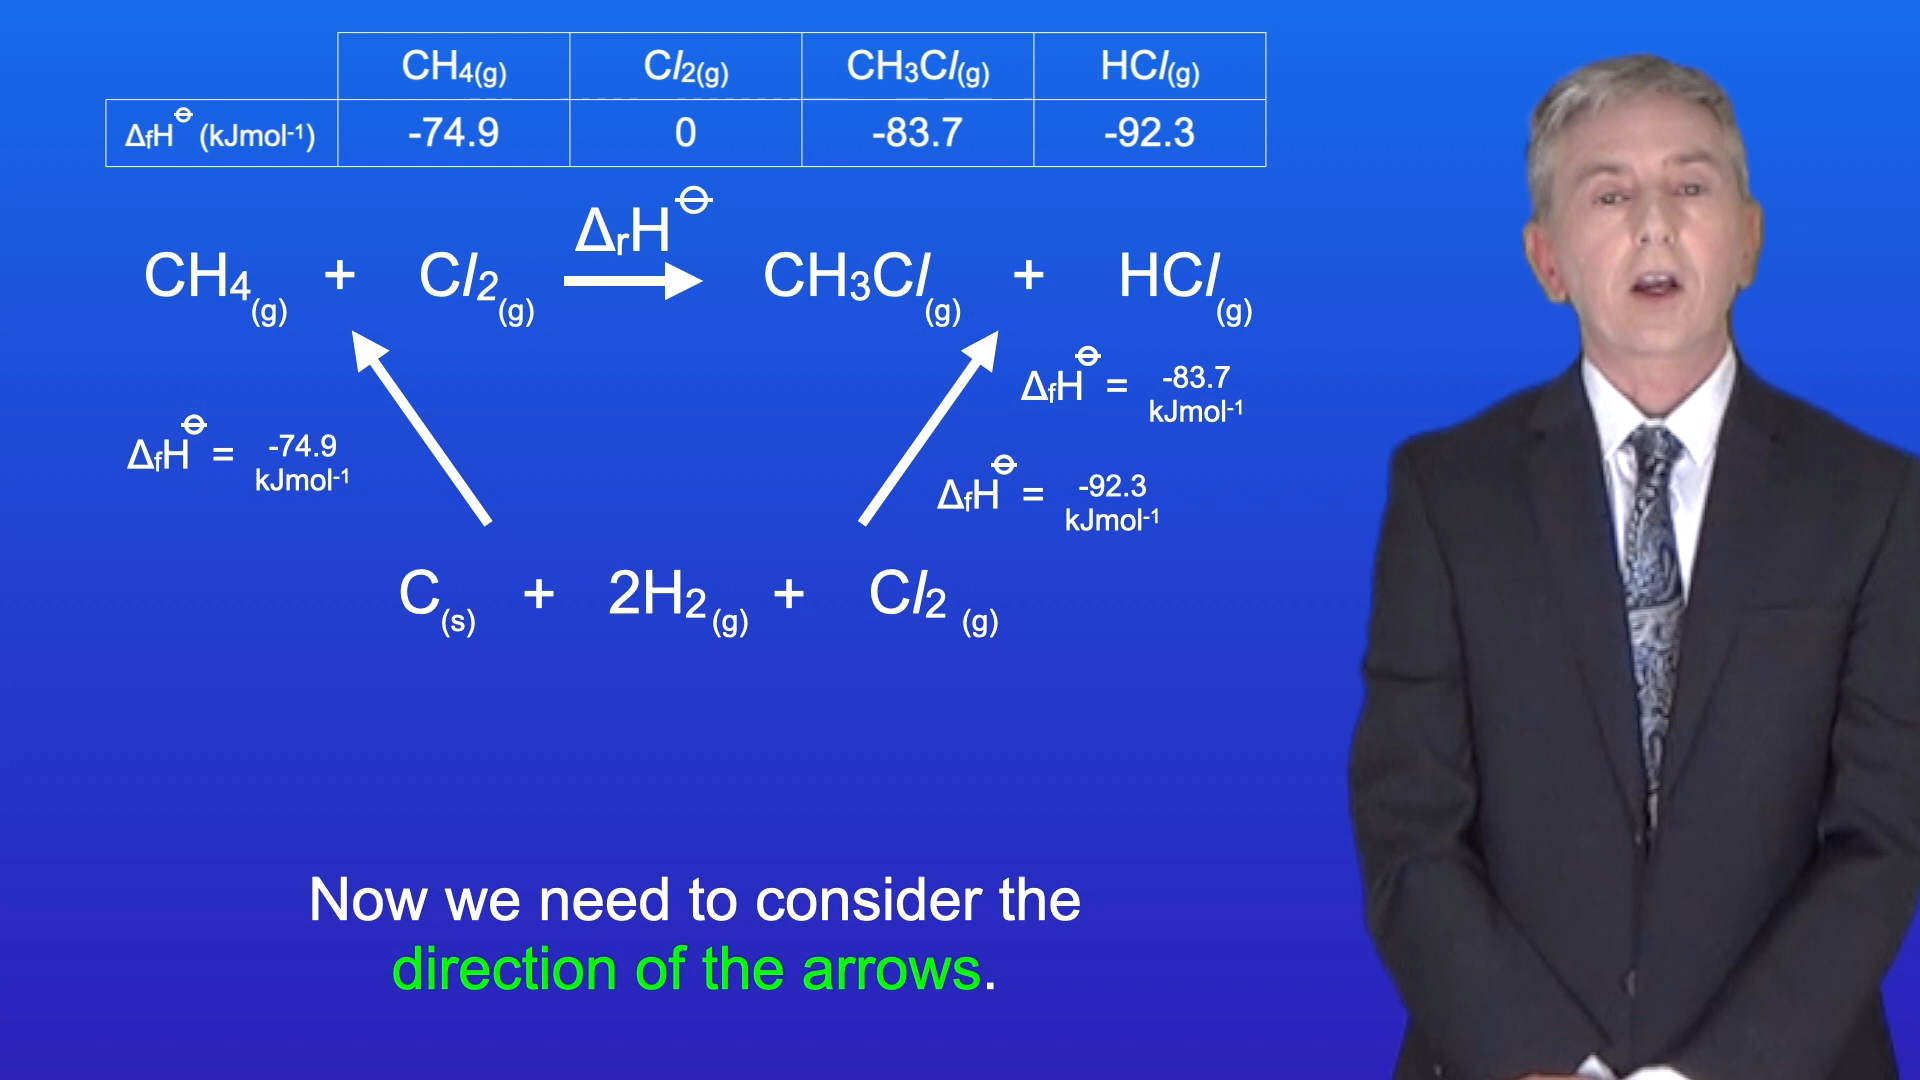 CH4(g) Cl2(g) CH3Cl(g) HCl(g)
ΔfH⦵ (kJmol-1) -74.9 0 -83.7 -92.3
ΔrH⦵
CH4(g) + Cl2(g) CH3Cl(g) + HCl(g)
ΔfH⦵ = -83.7
kJmol-1
ΔfH⦵ = -74.9
kJmol-1
ΔfH⦵ = -92.3
kJmol-1
C(s) + 2H2(g) + Cl2 (g)
Now we need to consider the
direction of the arrows.